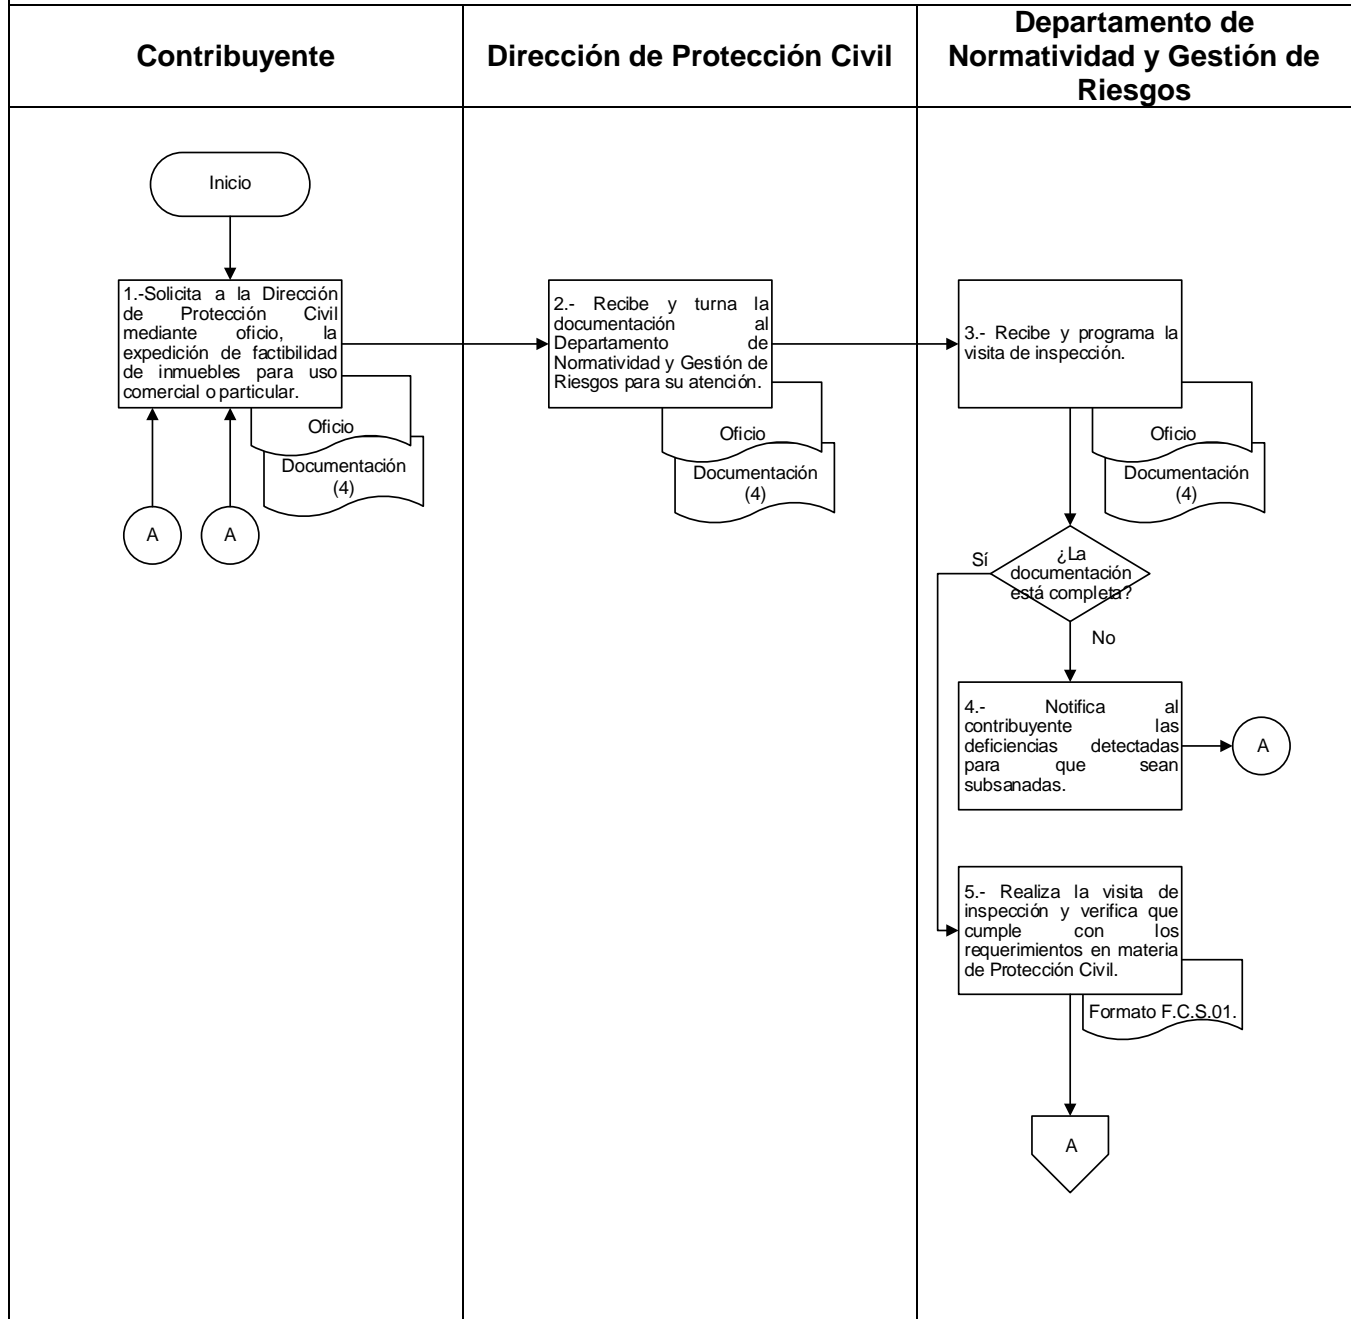 Contribuyente
Dirección de Protección Civil
Departamento de
Normatividad y Gestión de
Riesgos
Inicio
1.-Solicita a la Dirección
de Protección Civil
mediante oficio, la
expedición de factibilidad
de inmuebles para uso
comercial o particular.
Oficio
Documentación
(4)
A
A
2.- Recibe y turna la
documentación al
Departamento de
Normatividad y Gestión de
Riesgos para su atención.
Oficio
Documentación
(4)
3.- Recibe y programa la
visita de inspección.
Oficio
Documentación
(4)
¿La
documentación
está completa?
Sí
No
4.- Notifica al
contribuyente las
deficiencias detectadas
para que sean
subsanadas.
A
5.- Realiza la visita de
inspección y verifica que
cumple con los
requerimientos en materia
de Protección Civil.
Formato F.C.S.01.
A